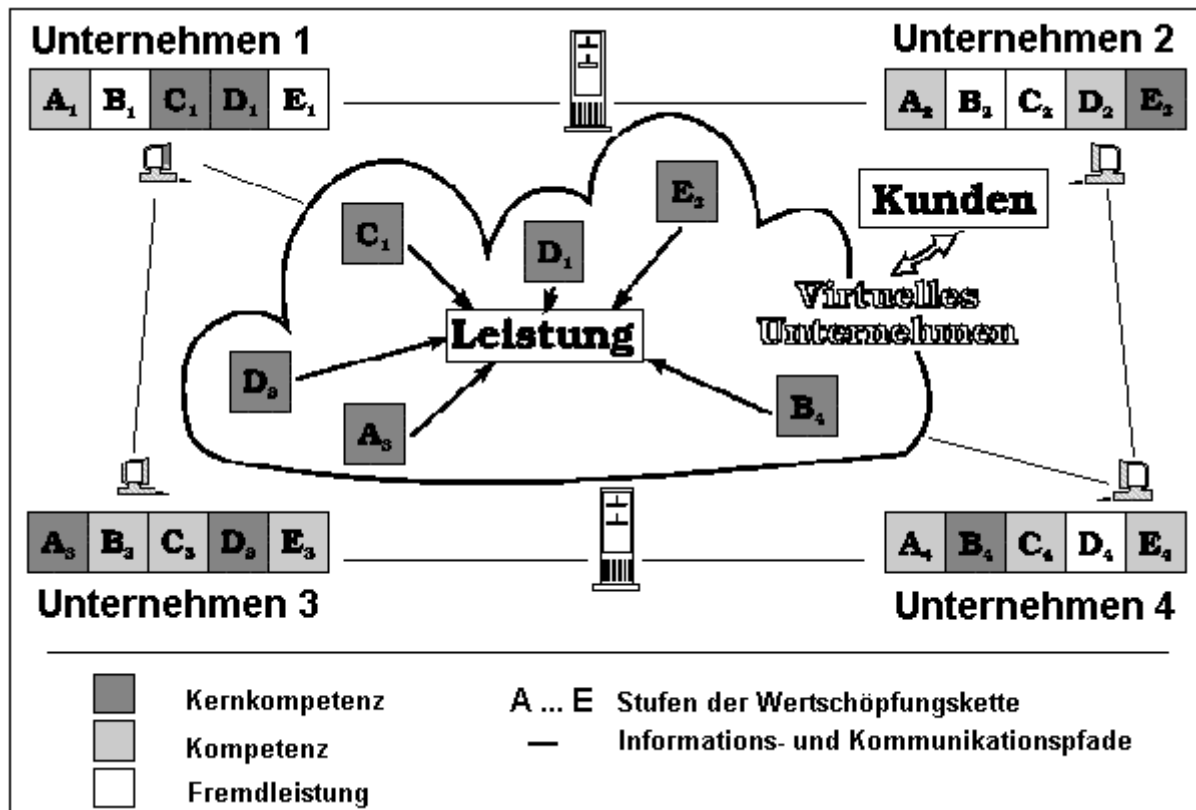 Unternehmen 1
Unternehmen 2
A₁ B₁ C₁ D₁ E₁
A₂ B₂ C₂ D₂ E₂
Kunden
E₂
C₁
D₁
Virtuelles
Unternehmen
Leistung
D₃
A₃
B₄
A₃ B₃ C₃ D₃ E₃
A₄ B₄ C₄ D₄ E₄
Unternehmen 3
Unternehmen 4
Kernkompetenz
A ... E Stufen der Wertschöpfungskette
Kompetenz
Informations- und Kommunikationspfade
Fremdleistung